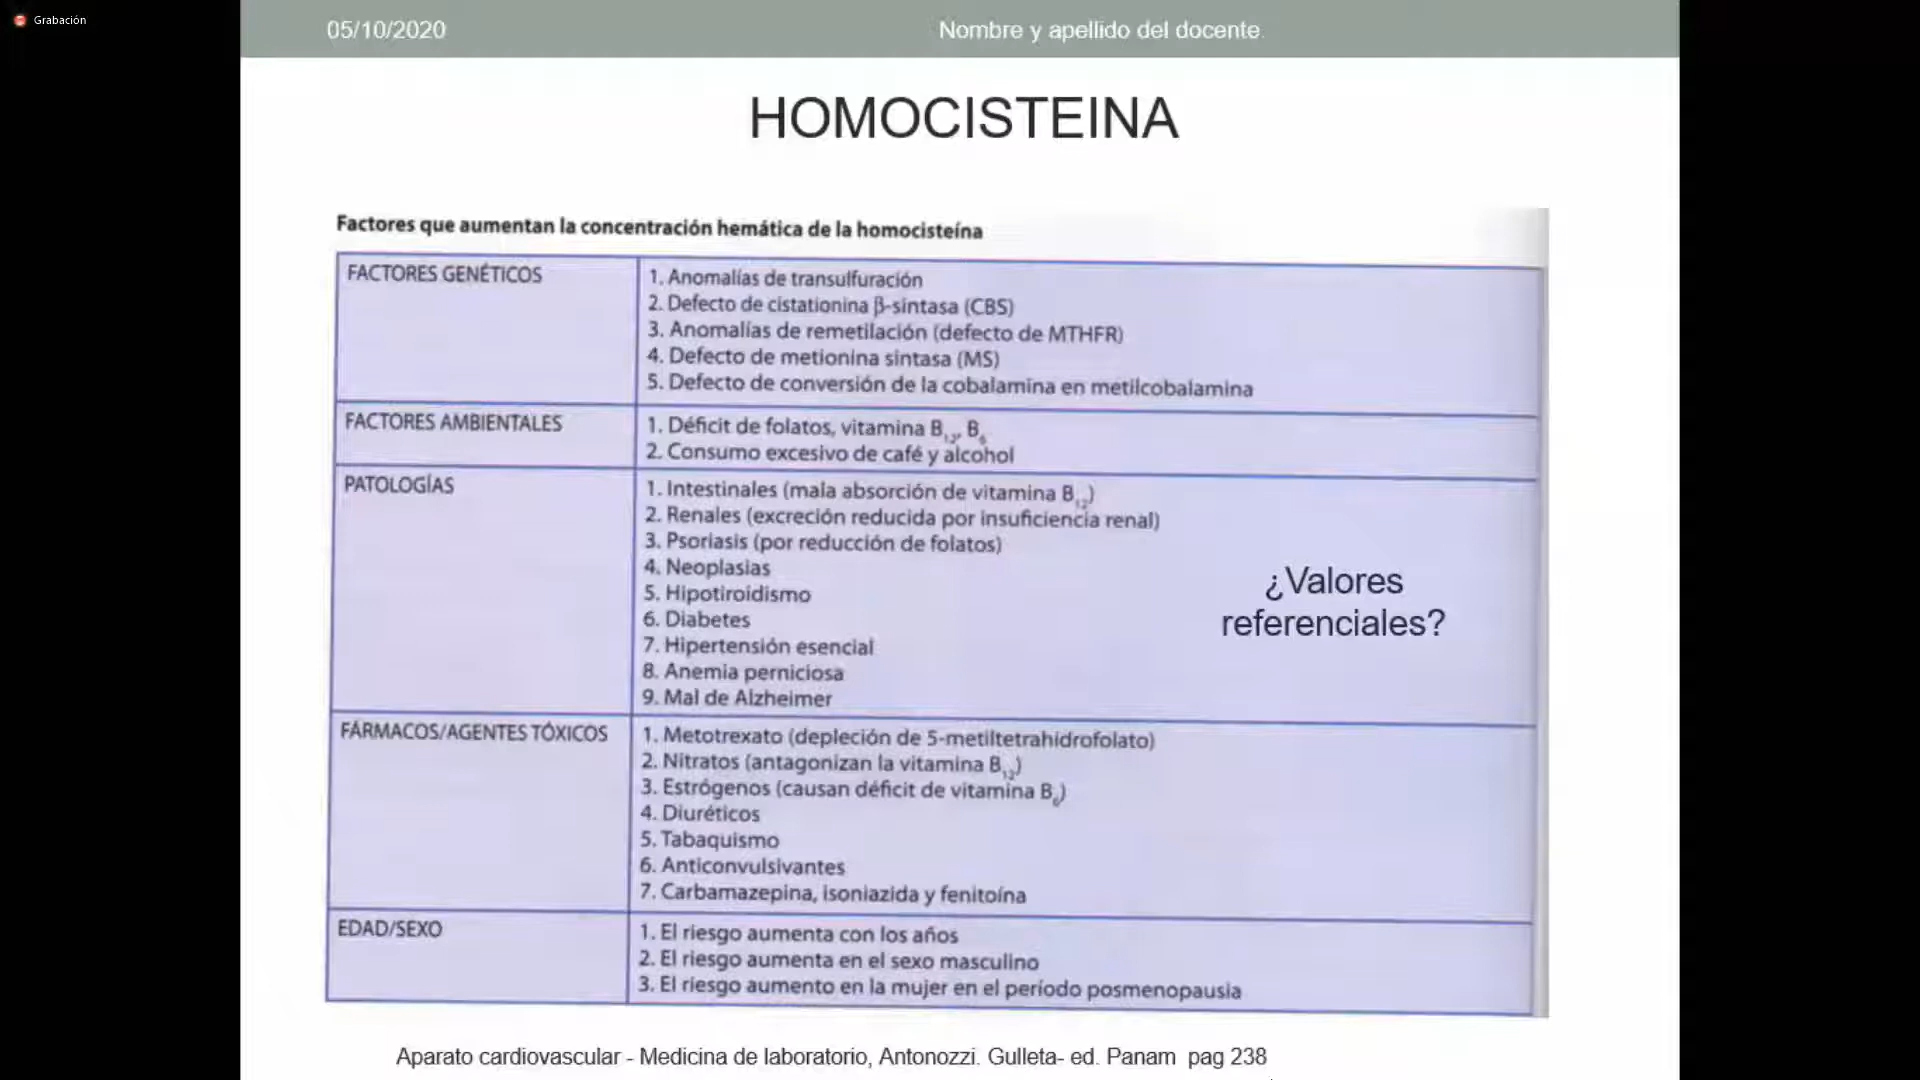 Grabación
05/10/2020
Nombre y apellido del docente.
HOMOCISTEINA
Factores que aumentan la concentración hemática de la homocisteína
FACTORES GENÉTICOS
1. Anomalías de transulfuración
2. Defecto de cistationina β-sintasa (CBS)
3. Anomalías de remetilación (defecto de MTHFR)
4. Defecto de metionina sintasa (MS)
5. Defecto de conversión de la cobalamina en metilcobalamina
FACTORES AMBIENTALES
1. Déficit de folatos, vitamina B₁₂, B₆
2. Consumo excesivo de café y alcohol
PATOLOGÍAS
1. Intestinales (mala absorción de vitamina B₁₂)
2. Renales (excreción reducida por insuficiencia renal)
3. Psoriasis (por reducción de folatos)
4. Neoplasias
5. Hipotiroidismo
6. Diabetes
7. Hipertensión esencial
8. Anemia perniciosa
9. Mal de Alzheimer
¿Valores
referenciales?
FÁRMACOS/AGENTES TÓXICOS
1. Metotrexato (depleción de 5-metiltetrahidrofolato)
2. Nitratos (antagonizan la vitamina B₁₂)
3. Estrógenos (causan déficit de vitamina B₆)
4. Diuréticos
5. Tabaquismo
6. Anticonvulsivantes
7. Carbamazepina, isoniazida y fenitoína
EDAD/SEXO
1. El riesgo aumenta con los años
2. El riesgo aumenta en el sexo masculino
3. El riesgo aumento en la mujer en el período posmenopausia
Aparato cardiovascular - Medicina de laboratorio, Antonozzi. Gulleta- ed. Panam pag 238